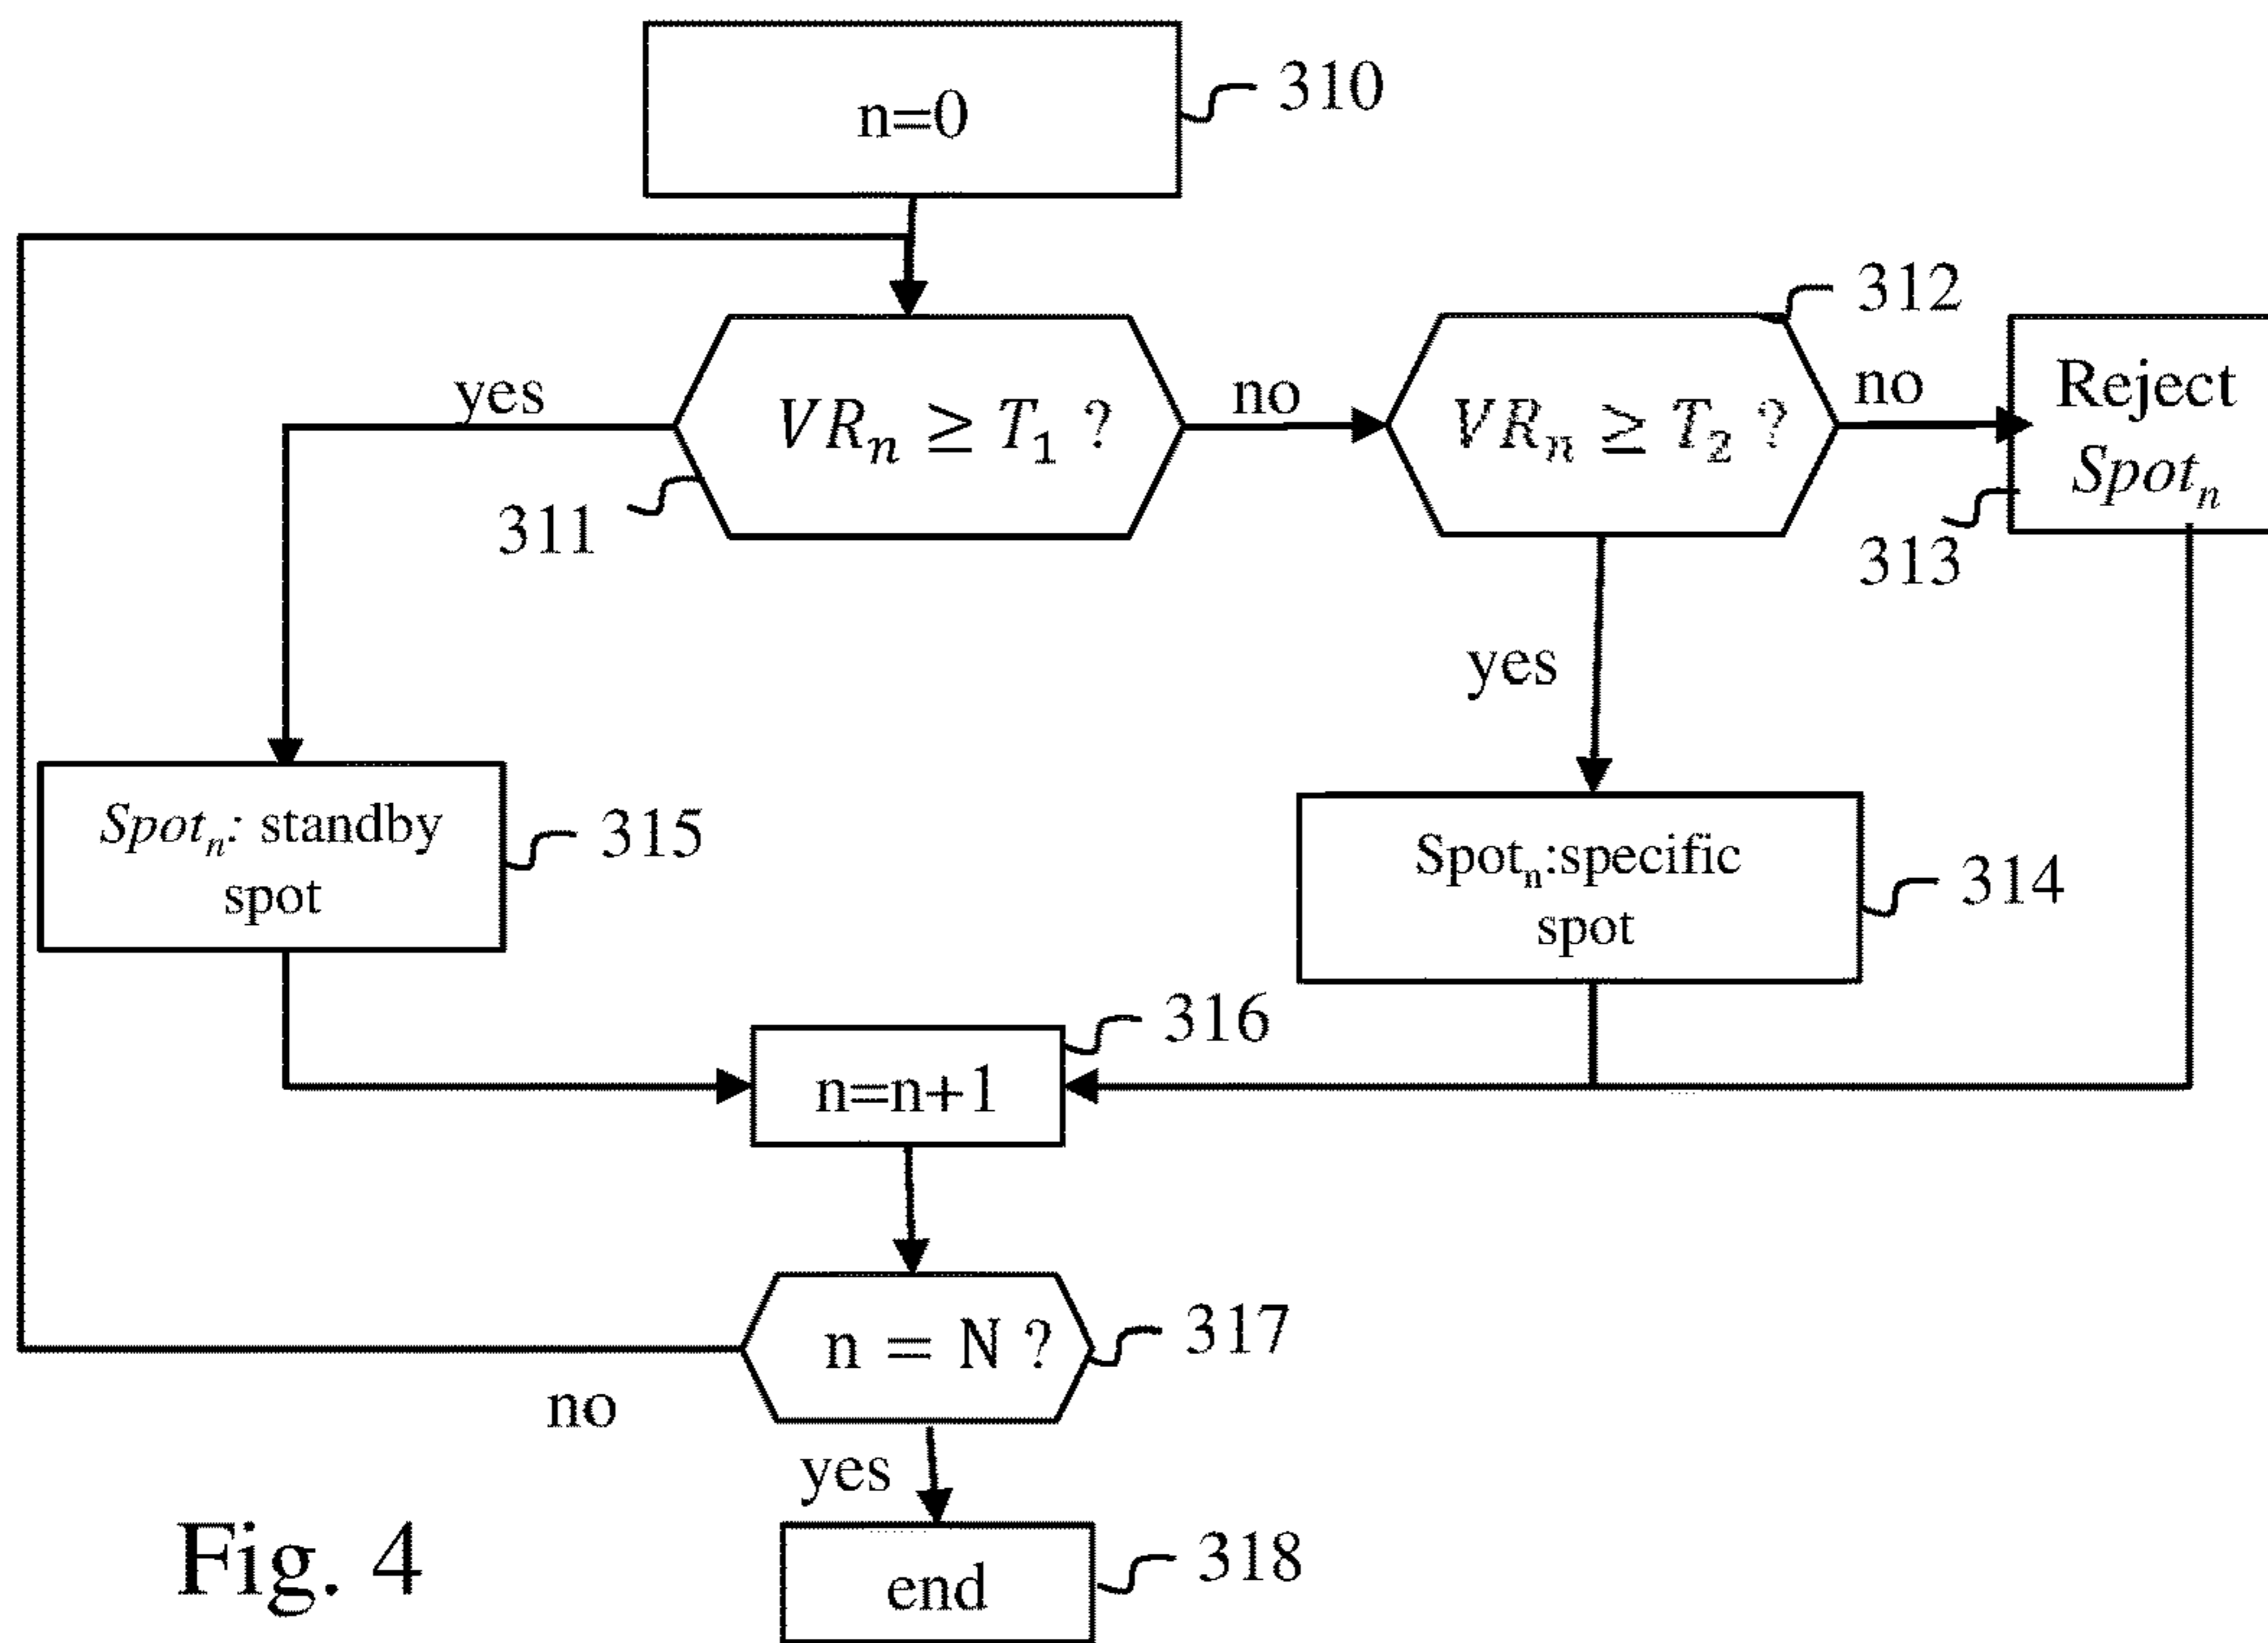 n=0
310
312
yes
VRₙ ≥ T₁ ?
no
VRₙ ≥ T₂ ?
no
Reject
Spotₙ
311
313
yes
Spotₙ: standby
spot
315
Spotₙ:specific
spot
314
316
n=n+1
n = N ?
317
no
yes
Fig. 4
end
318